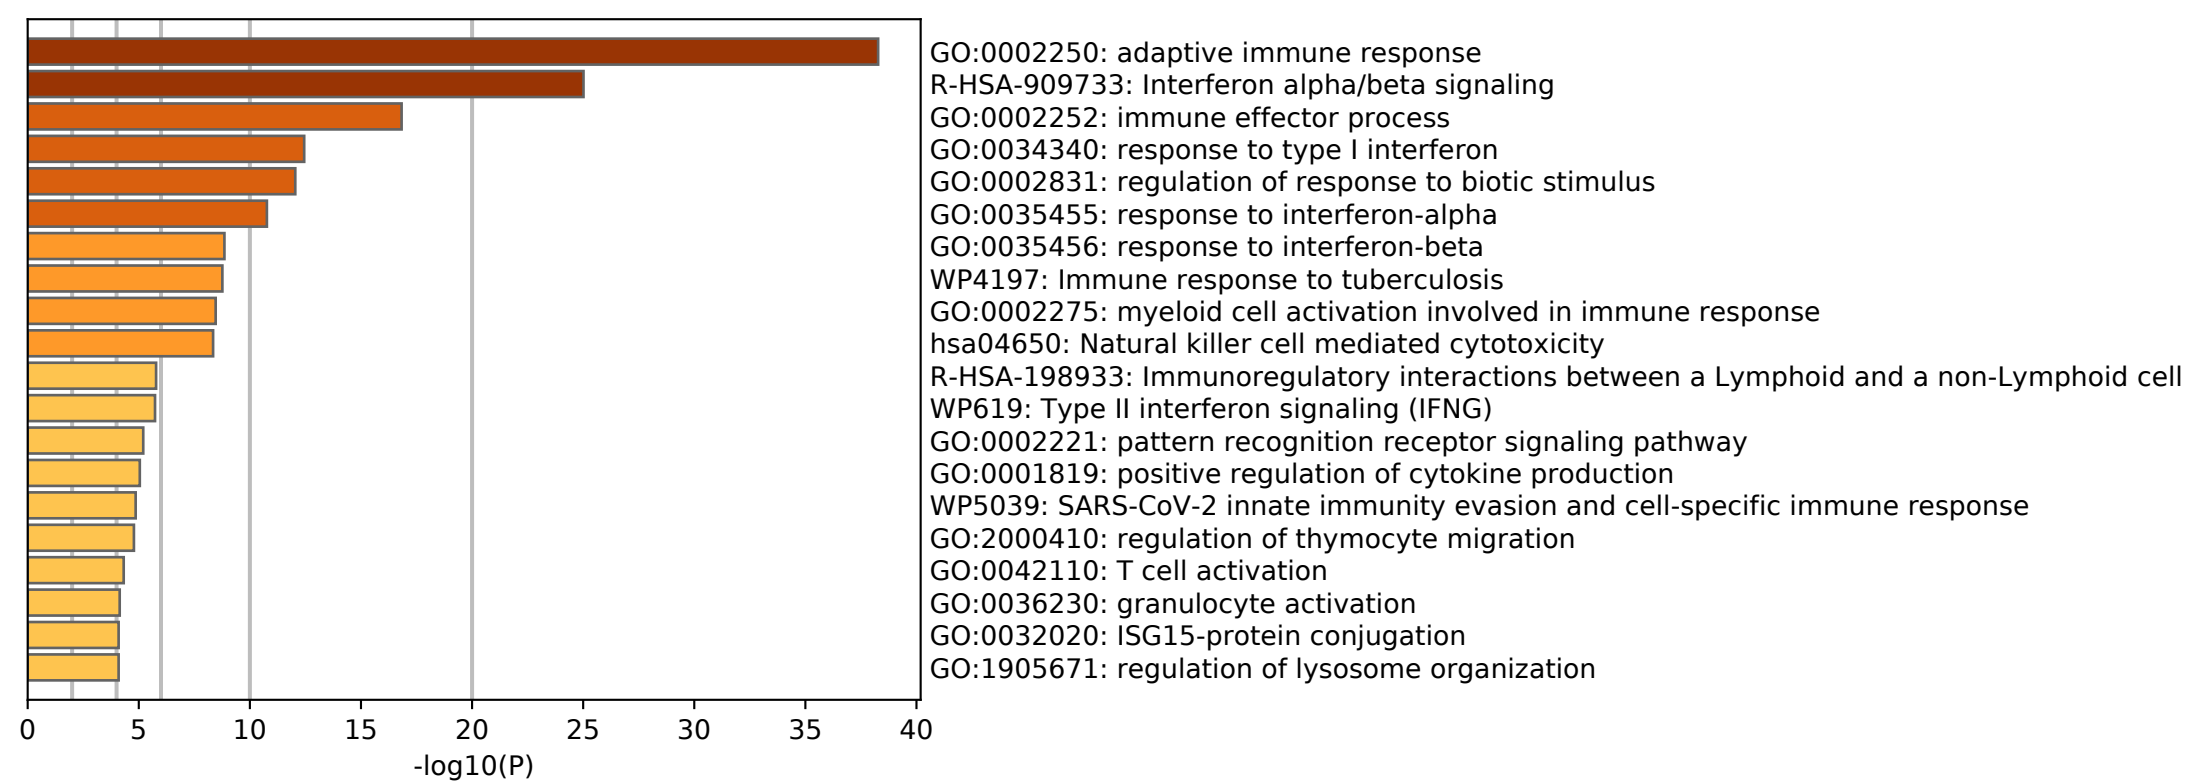 GO:0002250: adaptive immune response
R-HSA-909733: Interferon alpha/beta signaling
GO:0002252: immune effector process
GO:0034340: response to type I interferon
GO:0002831: regulation of response to biotic stimulus
GO:0035455: response to interferon-alpha
GO:0035456: response to interferon-beta
WP4197: Immune response to tuberculosis
GO:0002275: myeloid cell activation involved in immune response
hsa04650: Natural killer cell mediated cytotoxicity
R-HSA-198933: Immunoregulatory interactions between a Lymphoid and a non-Lymphoid cell
WP619: Type II interferon signaling (IFNG)
GO:0002221: pattern recognition receptor signaling pathway
GO:0001819: positive regulation of cytokine production
WP5039: SARS-CoV-2 innate immunity evasion and cell-specific immune response
GO:2000410: regulation of thymocyte migration
GO:0042110: T cell activation
GO:0036230: granulocyte activation
GO:0032020: ISG15-protein conjugation
GO:1905671: regulation of lysosome organization
0 5 10 15 20 25 30 35 40
-log10(P)